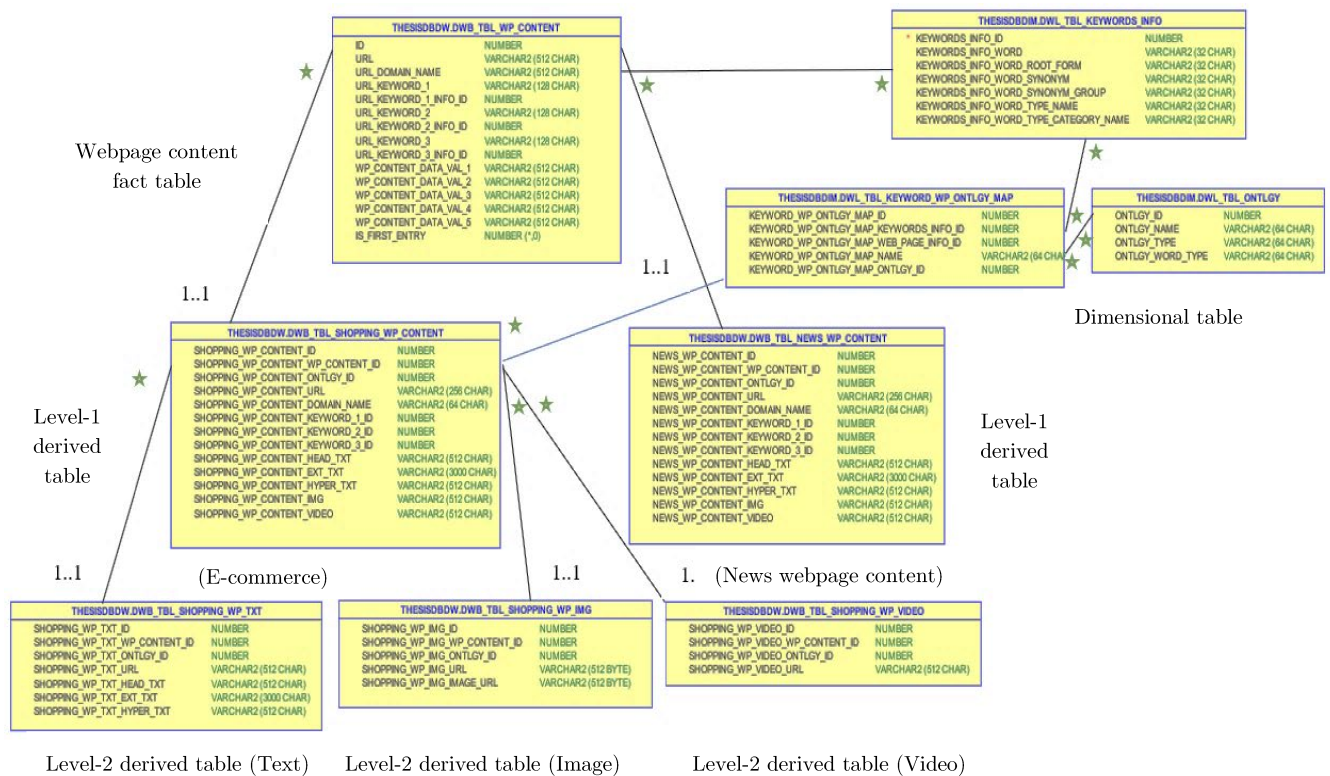 THESISDBDW.DWB_TBL_WP_CONTENT
ID NUMBER
URL VARCHAR2 (512 CHAR)
URL_DOMAIN_NAME VARCHAR2 (512 CHAR)
URL_KEYWORD_1 VARCHAR2 (128 CHAR)
URL_KEYWORD_1_INFO_ID NUMBER
URL_KEYWORD_2 VARCHAR2 (128 CHAR)
URL_KEYWORD_2_INFO_ID NUMBER
URL_KEYWORD_3 VARCHAR2 (128 CHAR)
URL_KEYWORD_3_INFO_ID NUMBER
WP_CONTENT_DATA_VAL_1 VARCHAR2 (512 CHAR)
WP_CONTENT_DATA_VAL_2 VARCHAR2 (512 CHAR)
WP_CONTENT_DATA_VAL_3 VARCHAR2 (512 CHAR)
WP_CONTENT_DATA_VAL_4 VARCHAR2 (512 CHAR)
WP_CONTENT_DATA_VAL_5 VARCHAR2 (512 CHAR)
IS_FIRST_ENTRY NUMBER (*,0)
THESISDBDIM.DWL_TBL_KEYWORDS_INFO
* KEYWORDS_INFO_ID NUMBER
KEYWORDS_INFO_WORD VARCHAR2 (32 CHAR)
KEYWORDS_INFO_WORD_ROOT_FORM VARCHAR2 (32 CHAR)
KEYWORDS_INFO_WORD_SYNONYM VARCHAR2 (32 CHAR)
KEYWORDS_INFO_WORD_SYNONYM_GROUP VARCHAR2 (32 CHAR)
KEYWORDS_INFO_WORD_TYPE_NAME VARCHAR2 (32 CHAR)
KEYWORDS_INFO_WORD_TYPE_CATEGORY_NAME VARCHAR2 (32 CHAR)
Webpage content
fact table
THESISDBDIM.DWL_TBL_KEYWORD_WP_ONTLGY_MAP
KEYWORD_WP_ONTLGY_MAP_ID NUMBER
KEYWORD_WP_ONTLGY_MAP_KEYWORDS_INFO_ID NUMBER
KEYWORD_WP_ONTLGY_MAP_WEB_PAGE_INFO_ID NUMBER
KEYWORD_WP_ONTLGY_MAP_NAME VARCHAR2 (64 CHA
KEYWORD_WP_ONTLGY_MAP_ONTLGY_ID NUMBER
THESISDBDIM.DWL_TBL_ONTLGY
ONTLGY_ID NUMBER
ONTLGY_NAME VARCHAR2 (64 CHAR)
ONTLGY_TYPE VARCHAR2 (64 CHAR)
ONTLGY_WORD_TYPE VARCHAR2 (64 CHAR)
1..1
1..1
Dimensional table
THESISDBDW.DWB_TBL_SHOPPING_WP_CONTENT
SHOPPING_WP_CONTENT_ID NUMBER
SHOPPING_WP_CONTENT_WP_CONTENT_ID NUMBER
SHOPPING_WP_CONTENT_ONTLGY_ID NUMBER
SHOPPING_WP_CONTENT_URL VARCHAR2 (256 CHAR)
SHOPPING_WP_CONTENT_DOMAIN_NAME VARCHAR2 (64 CHAR)
SHOPPING_WP_CONTENT_KEYWORD_1_ID NUMBER
SHOPPING_WP_CONTENT_KEYWORD_2_ID NUMBER
SHOPPING_WP_CONTENT_KEYWORD_3_ID NUMBER
SHOPPING_WP_CONTENT_HEAD_TXT VARCHAR2 (512 CHAR)
SHOPPING_WP_CONTENT_EXT_TXT VARCHAR2 (3000 CHAR)
SHOPPING_WP_CONTENT_HYPER_TXT VARCHAR2 (512 CHAR)
SHOPPING_WP_CONTENT_IMG VARCHAR2 (512 CHAR)
SHOPPING_WP_CONTENT_VIDEO VARCHAR2 (512 CHAR)
THESISDBDW.DWB_TBL_NEWS_WP_CONTENT
NEWS_WP_CONTENT_ID NUMBER
NEWS_WP_CONTENT_WP_CONTENT_ID NUMBER
NEWS_WP_CONTENT_ONTLGY_ID NUMBER
NEWS_WP_CONTENT_URL VARCHAR2 (256 CHAR)
NEWS_WP_CONTENT_DOMAIN_NAME VARCHAR2 (64 CHAR)
NEWS_WP_CONTENT_KEYWORD_1_ID NUMBER
NEWS_WP_CONTENT_KEYWORD_2_ID NUMBER
NEWS_WP_CONTENT_KEYWORD_3_ID NUMBER
NEWS_WP_CONTENT_HEAD_TXT VARCHAR2 (512 CHAR)
NEWS_WP_CONTENT_EXT_TXT VARCHAR2 (3000 CHAR)
NEWS_WP_CONTENT_HYPER_TXT VARCHAR2 (512 CHAR)
NEWS_WP_CONTENT_IMG VARCHAR2 (512 CHAR)
NEWS_WP_CONTENT_VIDEO VARCHAR2 (512 CHAR)
Level-1
derived
table
Level-1
derived
table
1..1
(E-commerce)
1..1
1. (News webpage content)
THESISDBDW.DWB_TBL_SHOPPING_WP_TXT
SHOPPING_WP_TXT_ID NUMBER
SHOPPING_WP_TXT_WP_CONTENT_ID NUMBER
SHOPPING_WP_TXT_ONTLGY_ID NUMBER
SHOPPING_WP_TXT_URL VARCHAR2 (512 CHAR)
SHOPPING_WP_TXT_HEAD_TXT VARCHAR2 (512 CHAR)
SHOPPING_WP_TXT_EXT_TXT VARCHAR2 (3000 CHAR)
SHOPPING_WP_TXT_HYPER_TXT VARCHAR2 (512 CHAR)
THESISDBDW.DWB_TBL_SHOPPING_WP_IMG
SHOPPING_WP_IMG_ID NUMBER
SHOPPING_WP_IMG_WP_CONTENT_ID NUMBER
SHOPPING_WP_IMG_ONTLGY_ID NUMBER
SHOPPING_WP_IMG_URL VARCHAR2 (512 BYTE)
SHOPPING_WP_IMG_IMAGE_URL VARCHAR2 (512 BYTE)
THESISDBDW.DWB_TBL_SHOPPING_WP_VIDEO
SHOPPING_WP_VIDEO_ID NUMBER
SHOPPING_WP_VIDEO_WP_CONTENT_ID NUMBER
SHOPPING_WP_VIDEO_ONTLGY_ID NUMBER
SHOPPING_WP_VIDEO_URL VARCHAR2 (512 CHAR)
Level-2 derived table (Text)
Level-2 derived table (Image)
Level-2 derived table (Video)